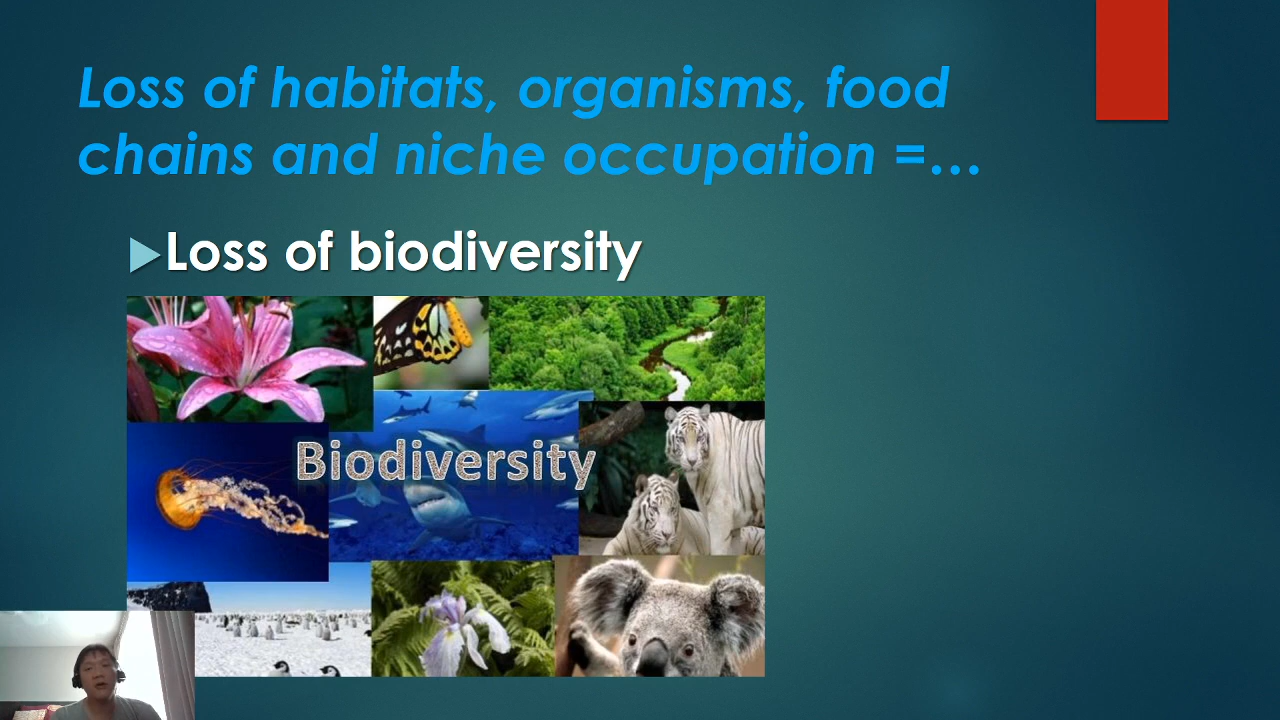 Loss of habitats, organisms, food
chains and niche occupation =…
Loss of biodiversity
Biodiversity